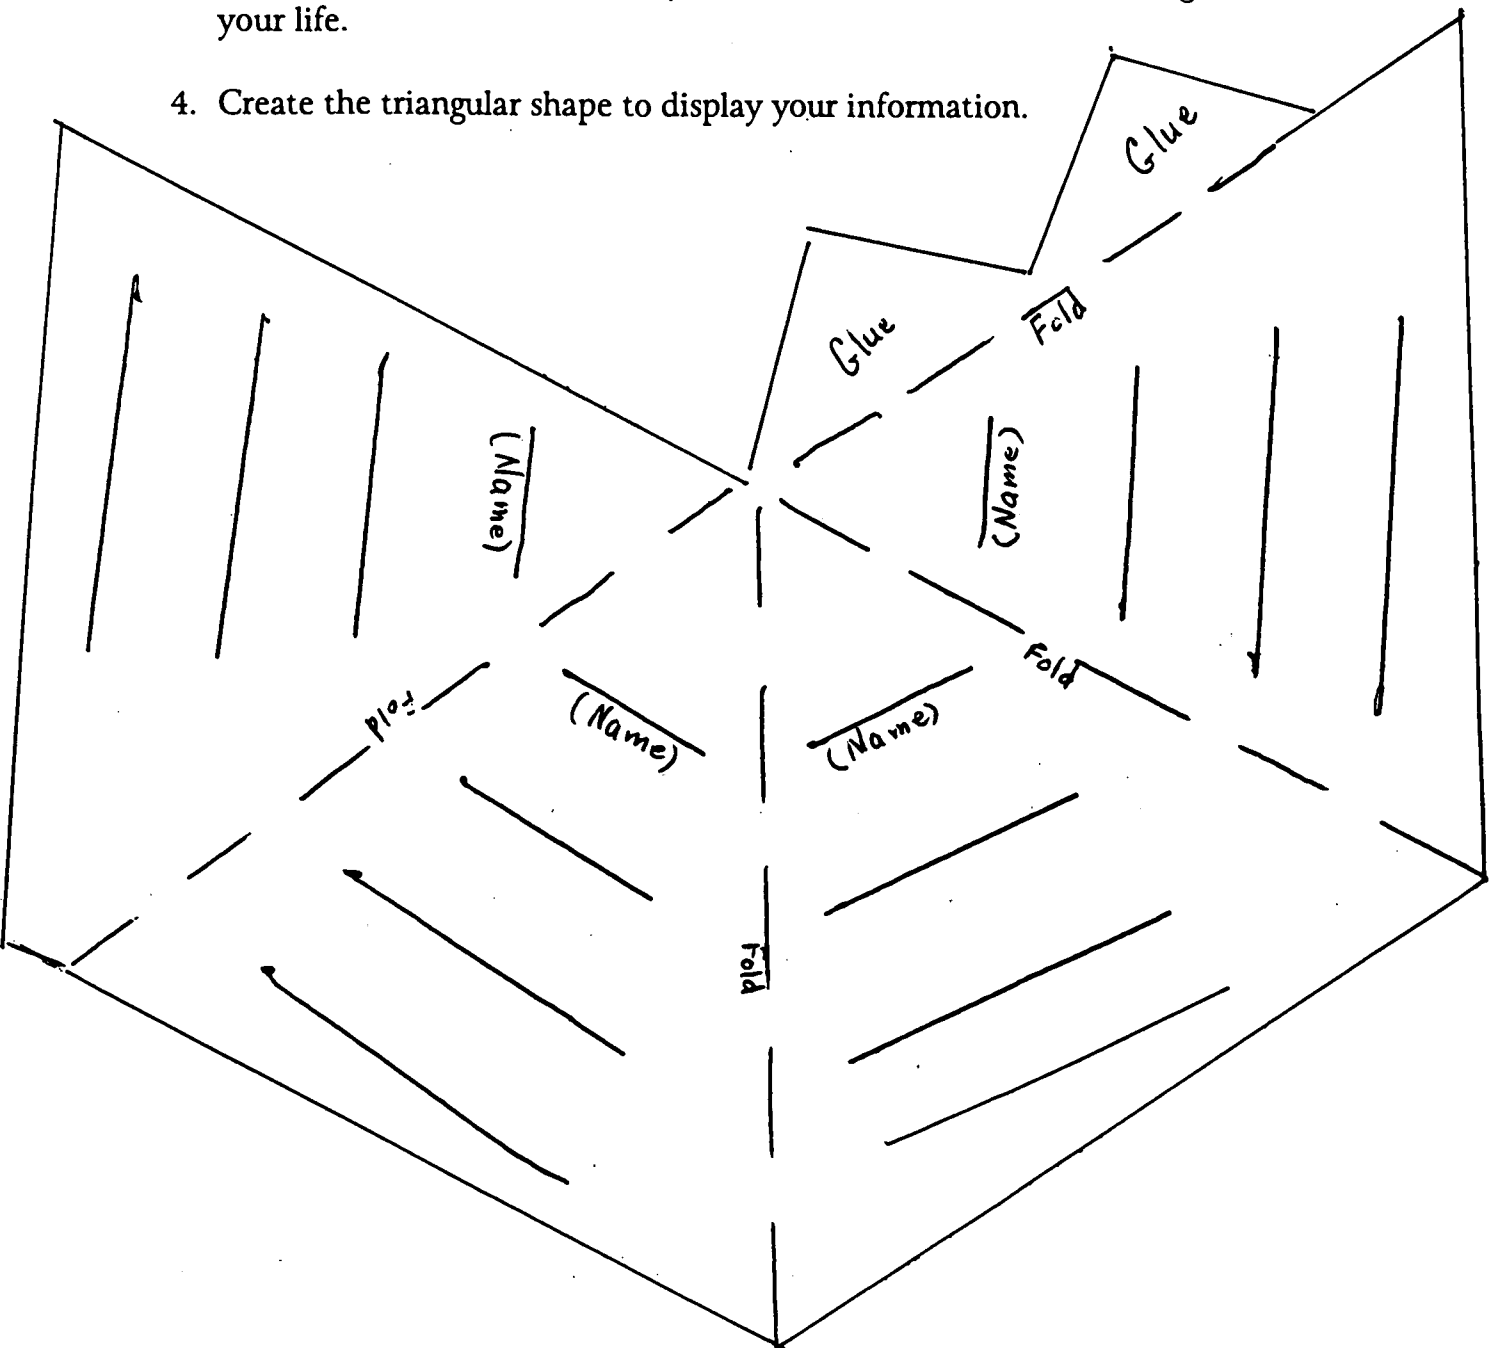 your life.
4. Create the triangular shape to display your information.
Glue
Glue
Fold
(Name)
(Name)
Fold
Fold
(Name)
(Name)
Fold